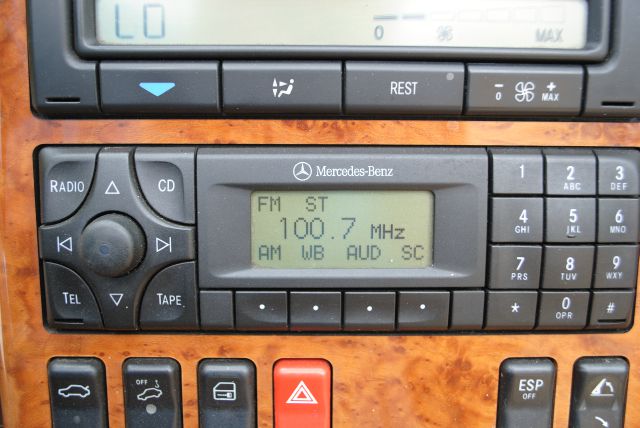 LO
0 MAX
REST
- +
0 MAX
Mercedes-Benz
RADIO CD
TEL TAPE
FM ST
100.7 MHz
AM WB AUD SC
1 2 ABC 3 DEF
4 GHI 5 JKL 6 MNO
7 PRS 8 TUV 9 WXY
* 0 OPR #
OFF
ESP
OFF